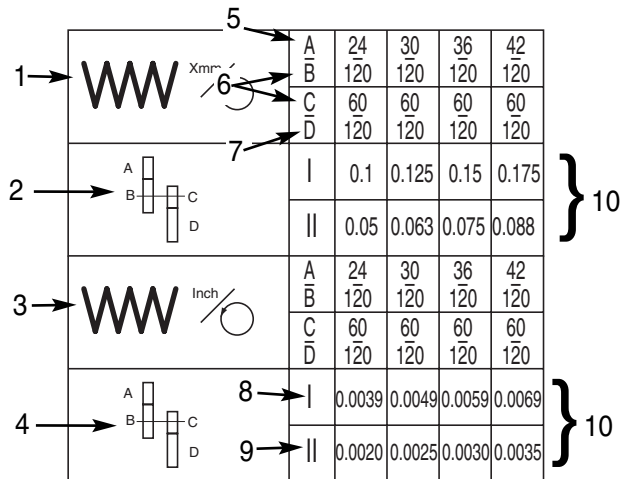 5
A 24 30 36 42
B 120 120 120 120
1 Xmm 6
C 60 60 60 60
D 120 120 120 120
7
2 A B C D
I 0.1 0.125 0.15 0.175
10
II 0.05 0.063 0.075 0.088
3 Inch
A 24 30 36 42
B 120 120 120 120
C 60 60 60 60
D 120 120 120 120
4 A B C D
8 I 0.0039 0.0049 0.0059 0.0069
10
9 II 0.0020 0.0025 0.0030 0.0035